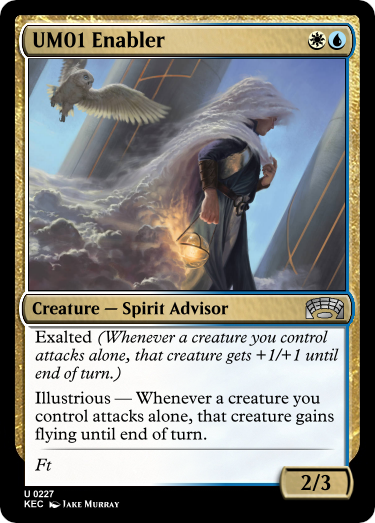 UM01 Enabler
Creature — Spirit Advisor
Exalted (Whenever a creature you control
attacks alone, that creature gets +1/+1 until
end of turn.)
Illustrious — Whenever a creature you
control attacks alone, that creature gains
flying until end of turn.
Ft
2/3
U 0227
KEC Jake Murray